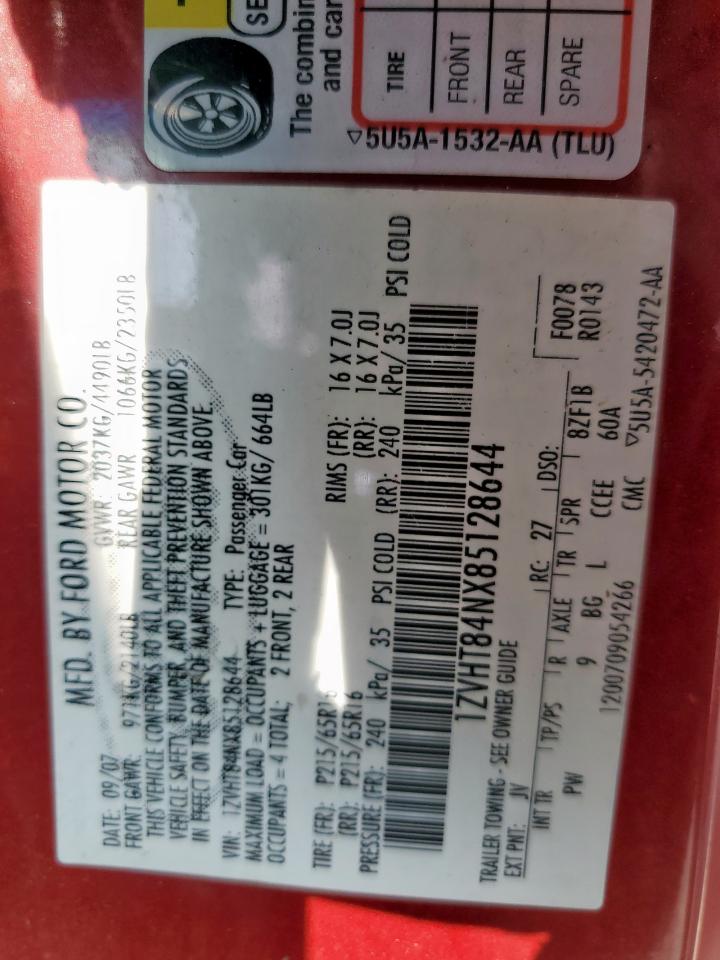 SE
The combin
and car
TIRE
FRONT
REAR
SPARE
▽5U5A-1532-AA (TLU)
MFD. BY FORD MOTOR CO.
DATE: 09/07 GVWR: 2037KG/4490LB
FRONT GAWR: 971KG/2140LB REAR GAWR 1066KG/2350LB
THIS VEHICLE CONFORMS TO ALL APPLICABLE FEDERAL MOTOR
VEHICLE SAFETY, BUMPER, AND THEFT PREVENTION STANDARDS
IN EFFECT ON THE DATE OF MANUFACTURE SHOWN ABOVE.
VIN: 1ZVHT84NX85128644 TYPE: Passenger Car
MAXIMUM LOAD = OCCUPANTS + LUGGAGE = 301KG/ 664LB
OCCUPANTS = 4 TOTAL; 2 FRONT, 2 REAR
TIRE (FR): P215/65R16 RIMS (FR): 16 X 7.0J
(RR): P215/65R16 (RR): 16 X 7.0J
PRESSURE (FR): 240 kPa/ 35 PSI COLD (RR): 240 kPa/ 35 PSI COLD
1ZVHT84NX85128644
TRAILER TOWING - SEE OWNER GUIDE
EXT PNT: JV RC: 27 DSO:
INT TR TP/PS R AXLE TR SPR F0078
PW 9 BG L CCEE 8ZF1B 60A R0143
1200709054266 CMC ▽5U5A-5420472-AA